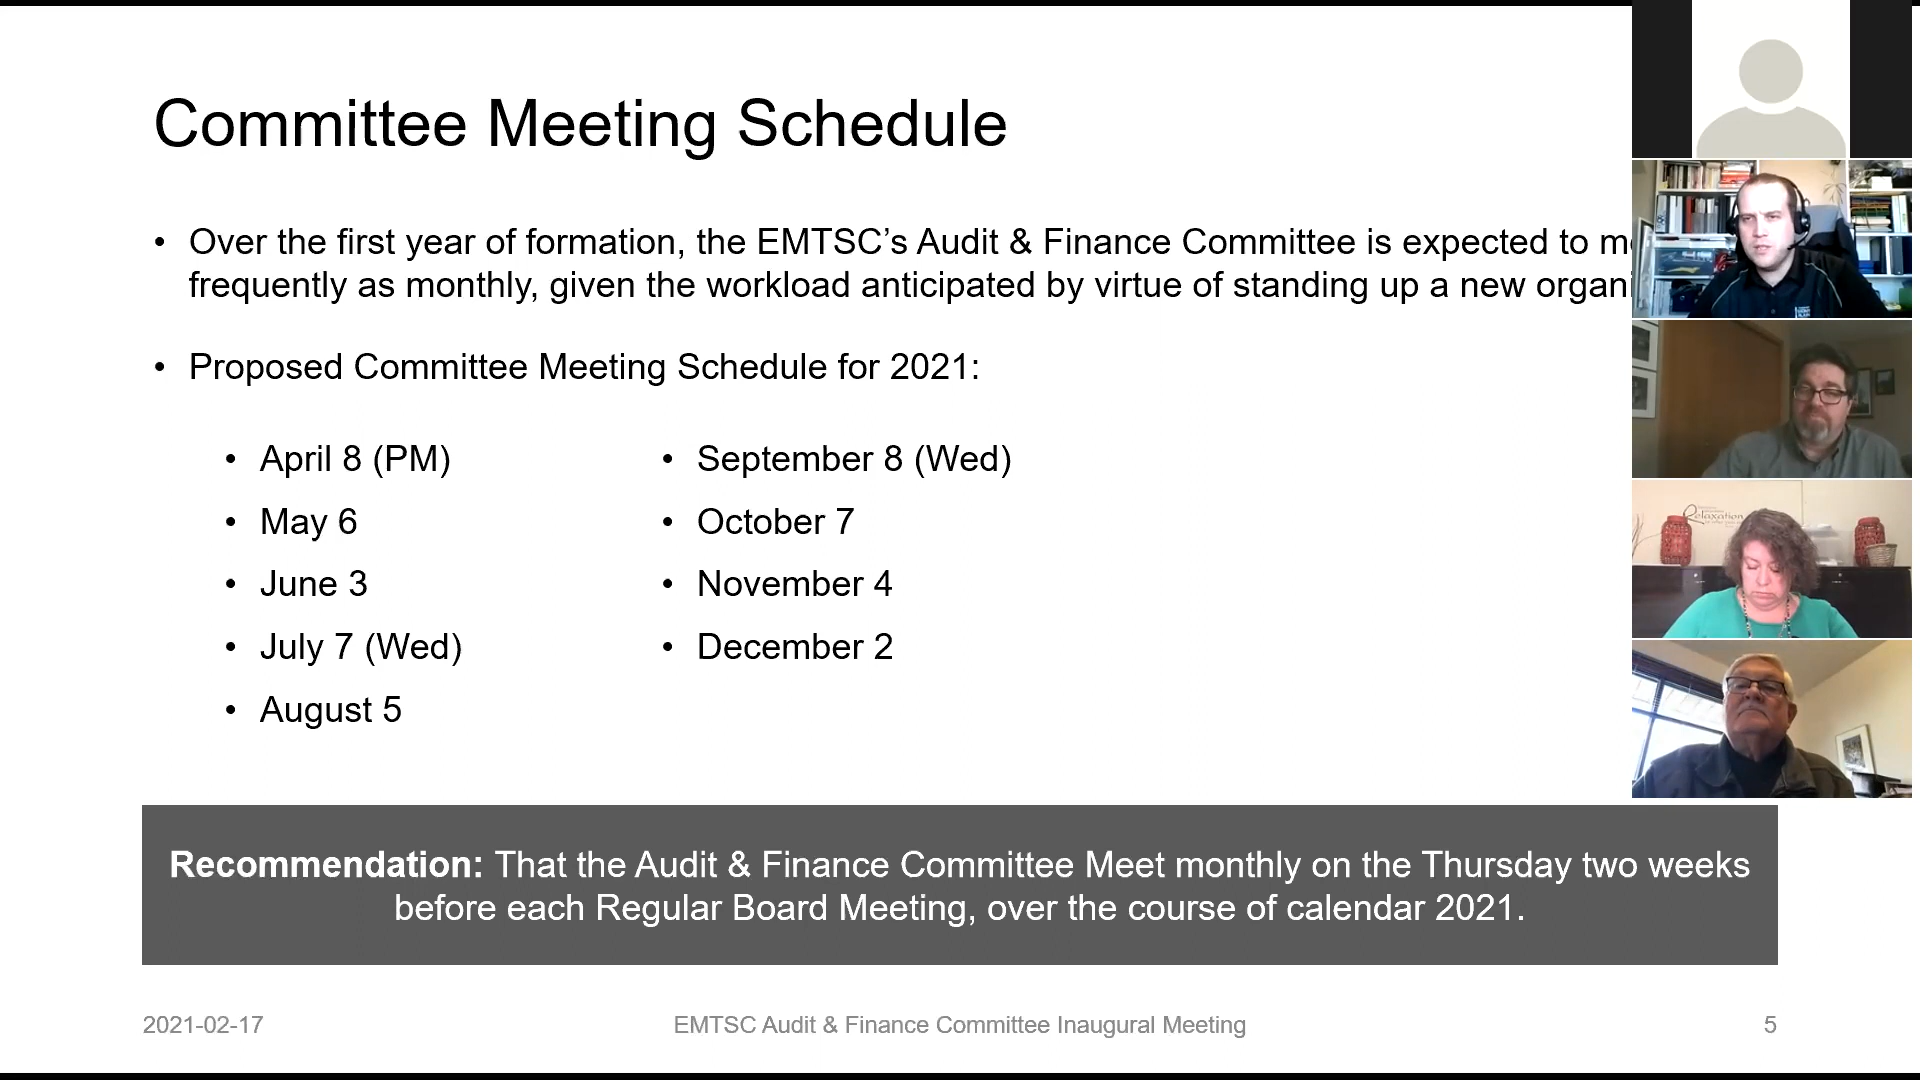 Committee Meeting Schedule
• Over the first year of formation, the EMTSC’s Audit & Finance Committee is expected to
frequently as monthly, given the workload anticipated by virtue of standing up a new
• Proposed Committee Meeting Schedule for 2021:
• April 8 (PM)
• May 6
• June 3
• July 7 (Wed)
• August 5
• September 8 (Wed)
• October 7
• November 4
• December 2
Relaxation
Recommendation: That the Audit & Finance Committee Meet monthly on the Thursday two weeks
before each Regular Board Meeting, over the course of calendar 2021.
2021-02-17
EMTSC Audit & Finance Committee Inaugural Meeting
5